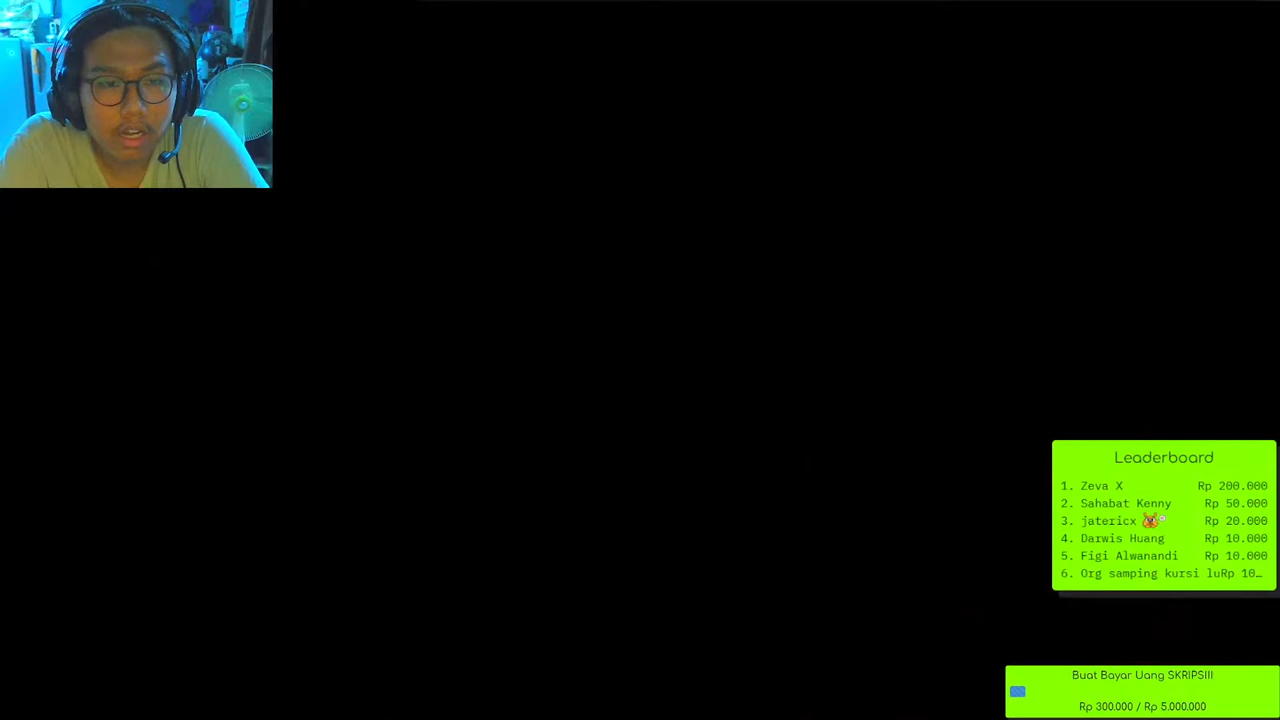 Leaderboard
1. Zeva X Rp 200.000
2. Sahabat Kenny Rp 50.000
3. jatericx Rp 20.000
4. Darwis Huang Rp 10.000
5. Figi Alwanandi Rp 10.000
6. Org samping kursi luRp 10…
Buat Bayar Uang SKRIPSIII
Rp 300.000 / Rp 5.000.000